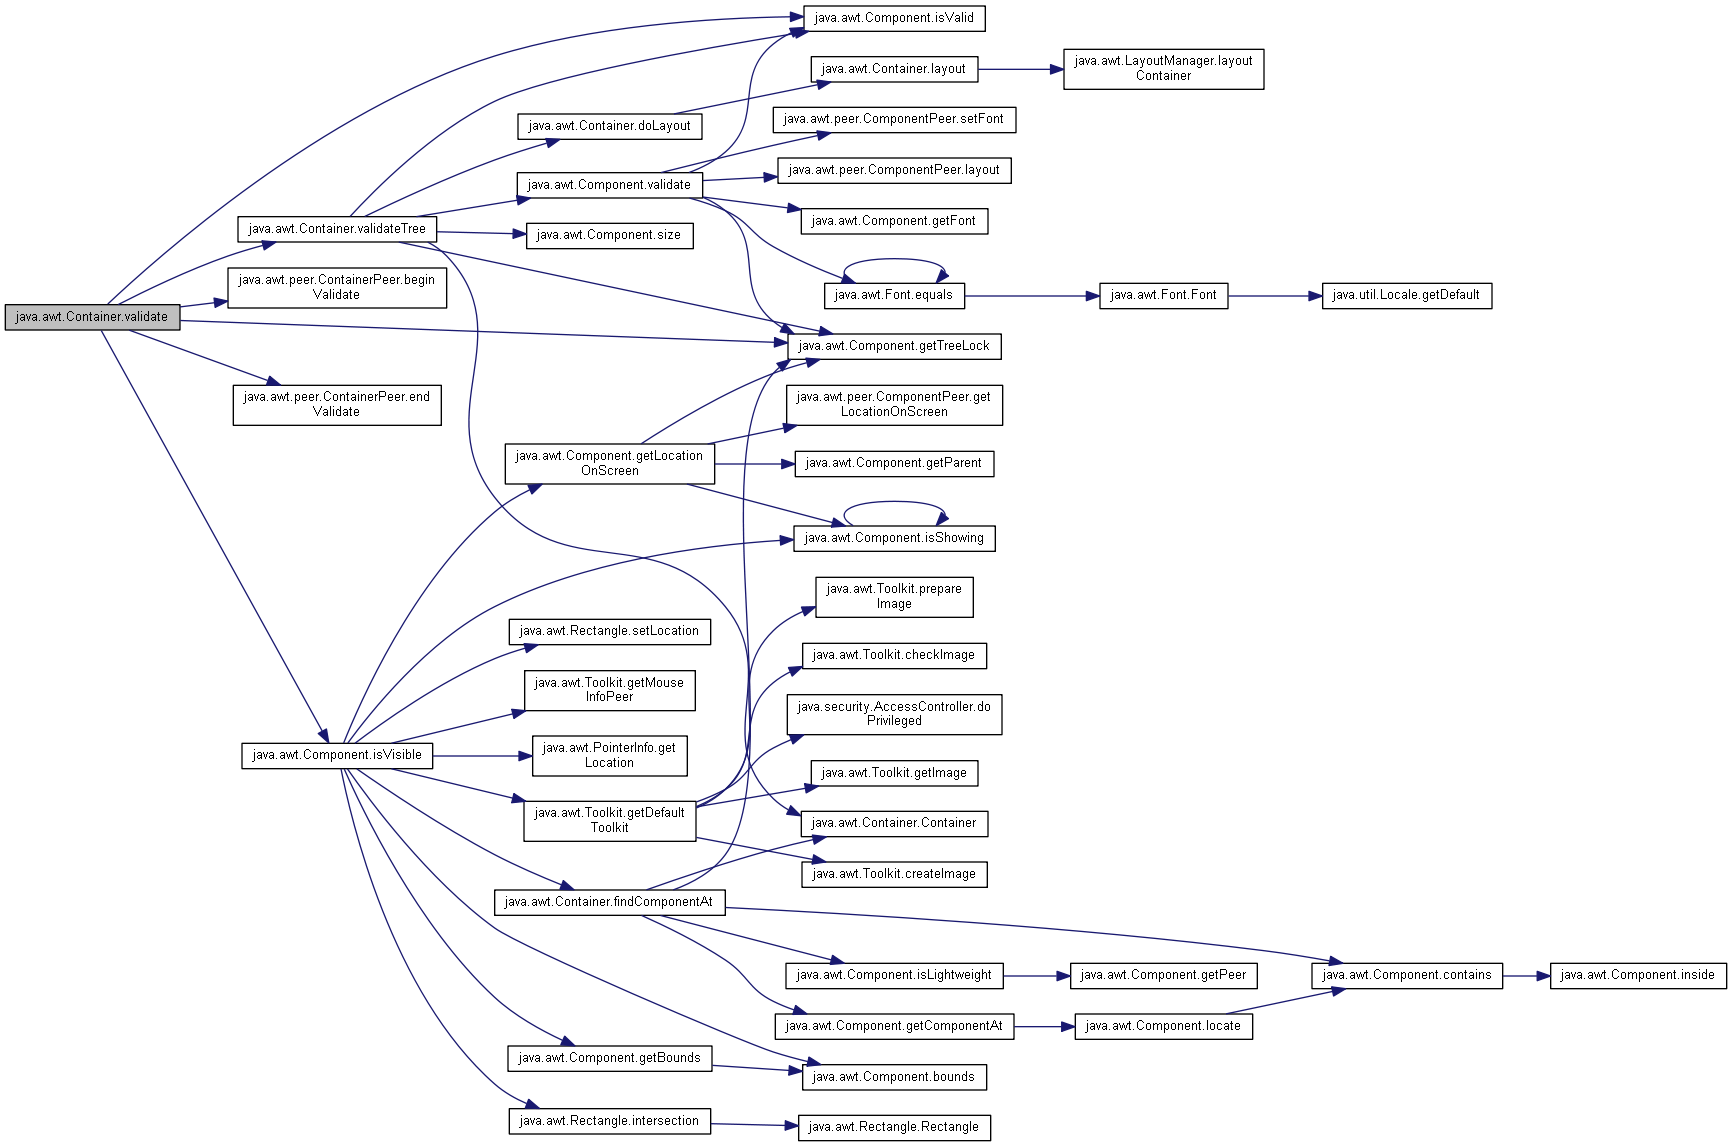 java.awt.Container.validate
java.awt.Container.validateTree
java.awt.peer.ContainerPeer.begin
Validate
java.awt.peer.ContainerPeer.end
Validate
java.awt.Component.isVisible
java.awt.Container.doLayout
java.awt.Component.validate
java.awt.Component.size
java.awt.Component.getLocation
OnScreen
java.awt.Rectangle.setLocation
java.awt.Toolkit.getMouse
InfoPeer
java.awt.PointerInfo.get
Location
java.awt.Toolkit.getDefault
Toolkit
java.awt.Container.findComponentAt
java.awt.Component.getBounds
java.awt.Rectangle.intersection
java.awt.Component.isValid
java.awt.Container.layout
java.awt.peer.ComponentPeer.setFont
java.awt.peer.ComponentPeer.layout
java.awt.Component.getFont
java.awt.Font.equals
java.awt.Component.getTreeLock
java.awt.peer.ComponentPeer.get
LocationOnScreen
java.awt.Component.getParent
java.awt.Component.isShowing
java.awt.Toolkit.prepare
Image
java.awt.Toolkit.checkImage
java.security.AccessController.do
Privileged
java.awt.Toolkit.getImage
java.awt.Container.Container
java.awt.Toolkit.createImage
java.awt.Component.isLightweight
java.awt.Component.getComponentAt
java.awt.Component.bounds
java.awt.Rectangle.Rectangle
java.awt.LayoutManager.layout
Container
java.awt.Font.Font
java.awt.Component.getPeer
java.awt.Component.locate
java.util.Locale.getDefault
java.awt.Component.contains
java.awt.Component.inside